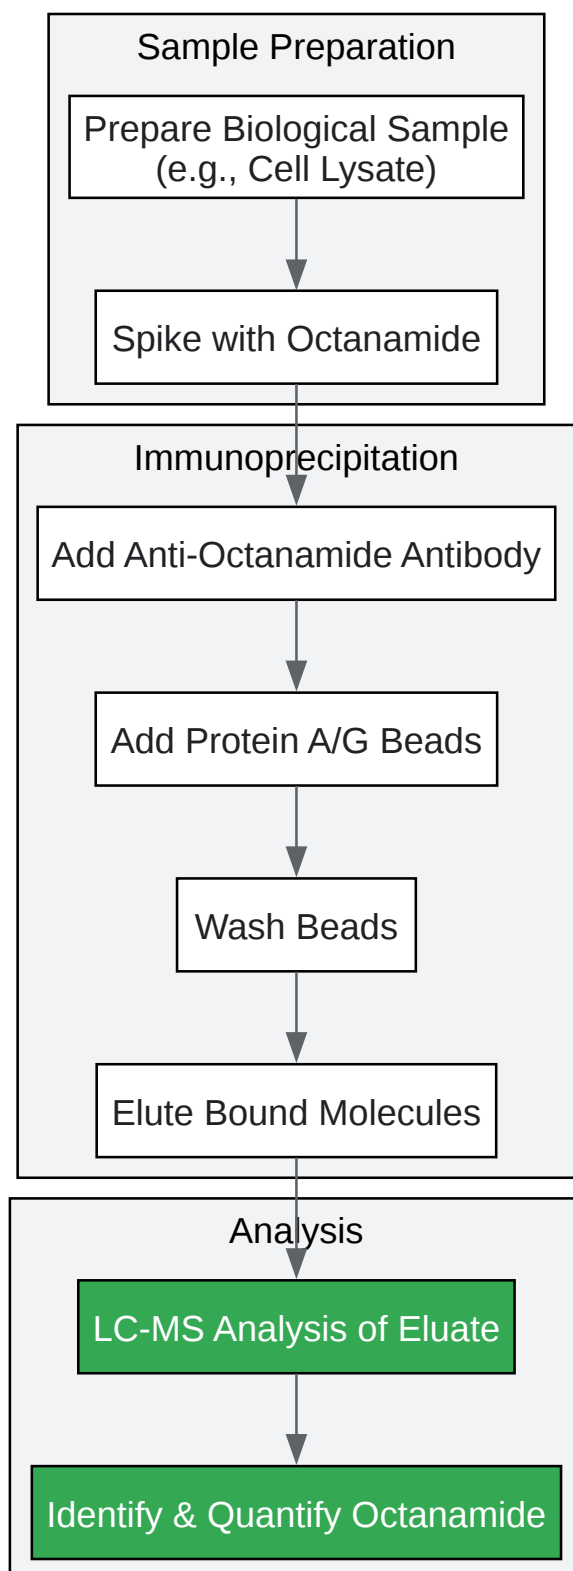 Sample Preparation
Prepare Biological Sample
(e.g., Cell Lysate)
Spike with Octanamide
Immunoprecipitation
Add Anti-Octanamide Antibody
Add Protein A/G Beads
Wash Beads
Elute Bound Molecules
Analysis
LC-MS Analysis of Eluate
Identify & Quantify Octanamide